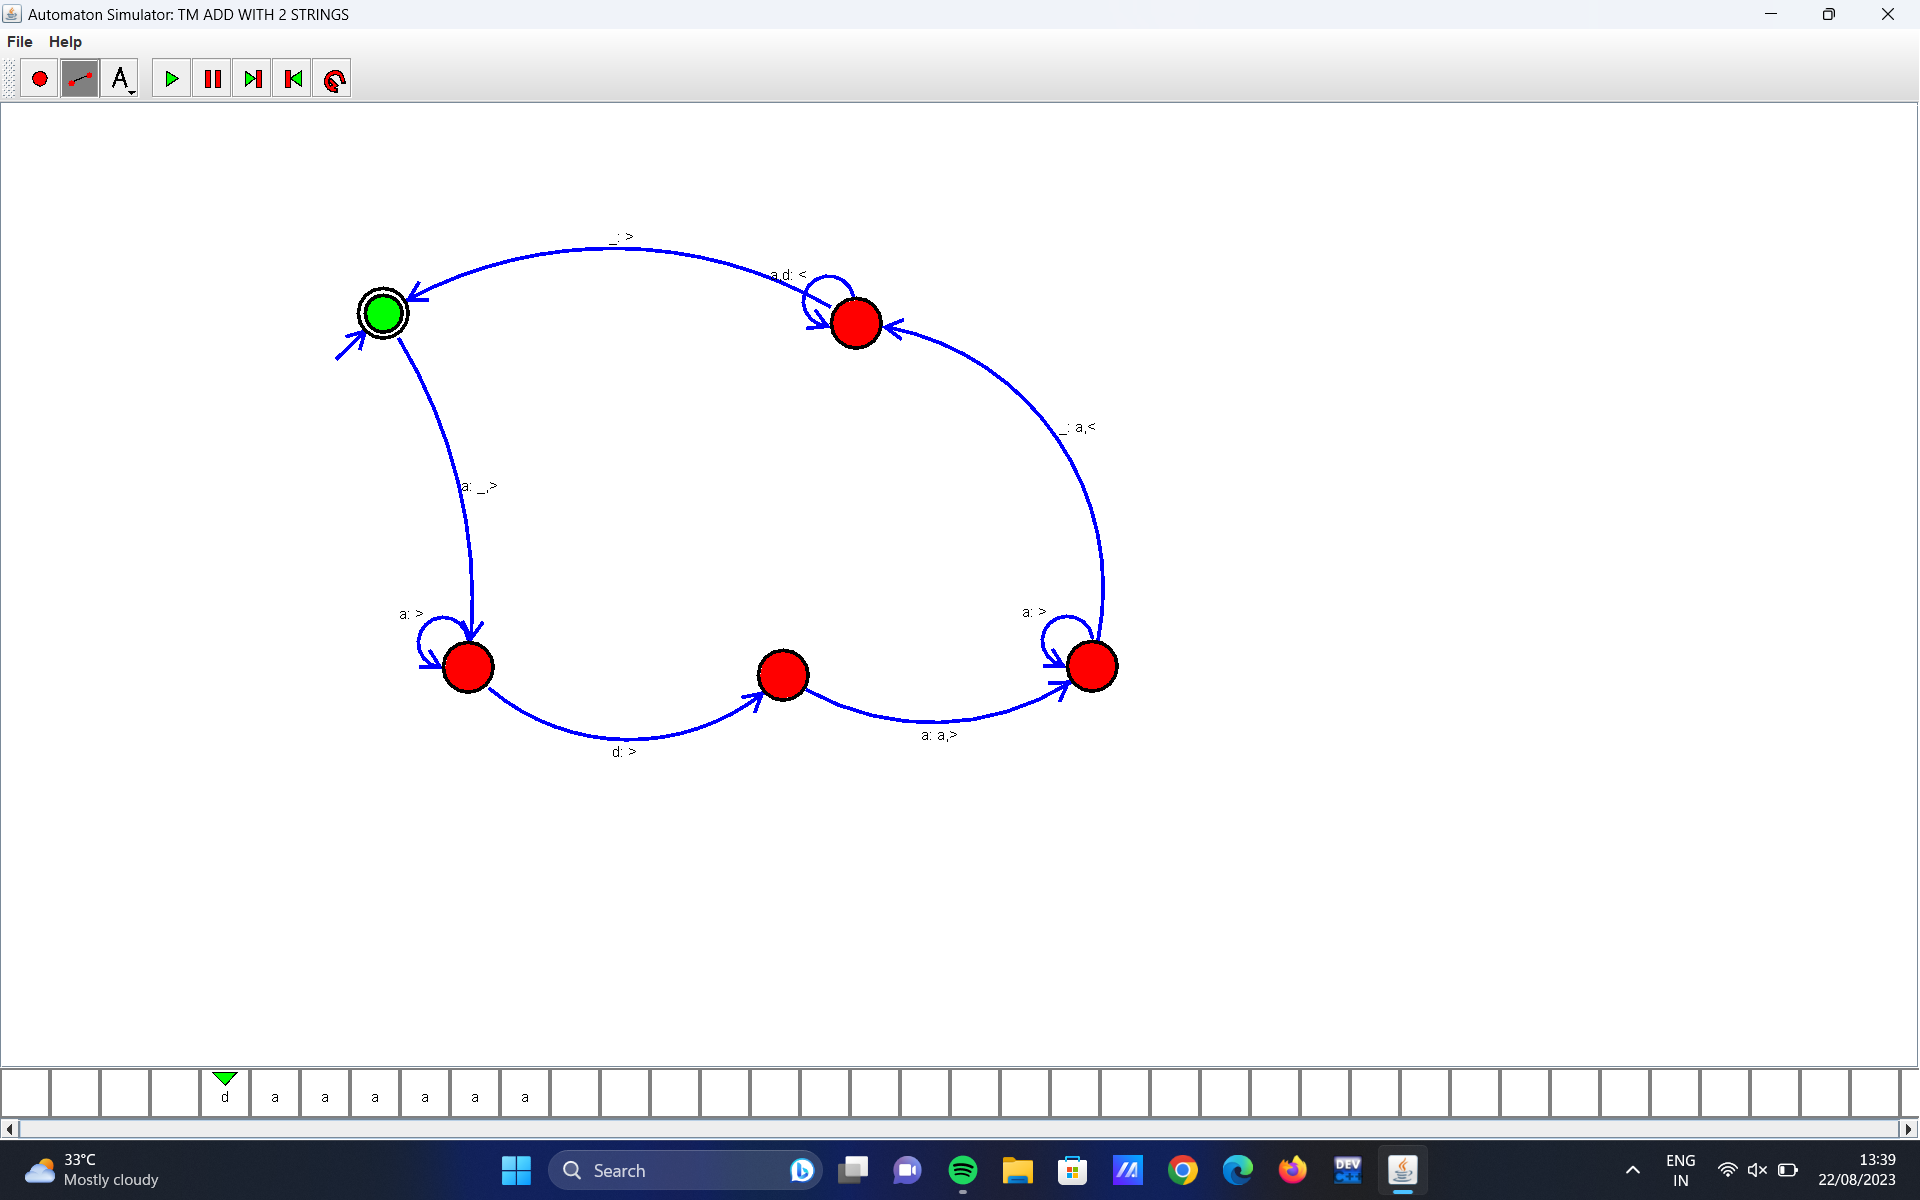 Automaton Simulator: TM ADD WITH 2 STRINGS
File Help
A
_: >
a,d: <
_: a,<
a: _,>
a: >
a: >
d: >
a: a,>
d a a a a a a
33°C
Mostly cloudy
Search
DEV
C++
ENG
IN
13:39
22/08/2023